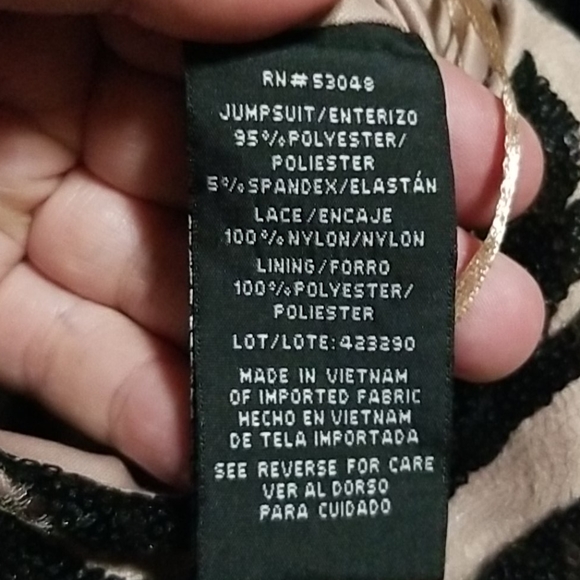 RN#53048
JUMPSUIT/ENTERIZO
95%POLYESTER/
POLIESTER
5%SPANDEX/ELASTÁN
LACE/ENCAJE
100%NYLON/NYLON
LINING/FORRO
100%POLYESTER/
POLIESTER
LOT/LOTE:423290
MADE IN VIETNAM
OF IMPORTED FABRIC
HECHO EN VIETNAM
DE TELA IMPORTADA
SEE REVERSE FOR CARE
VER AL DORSO
PARA CUIDADO